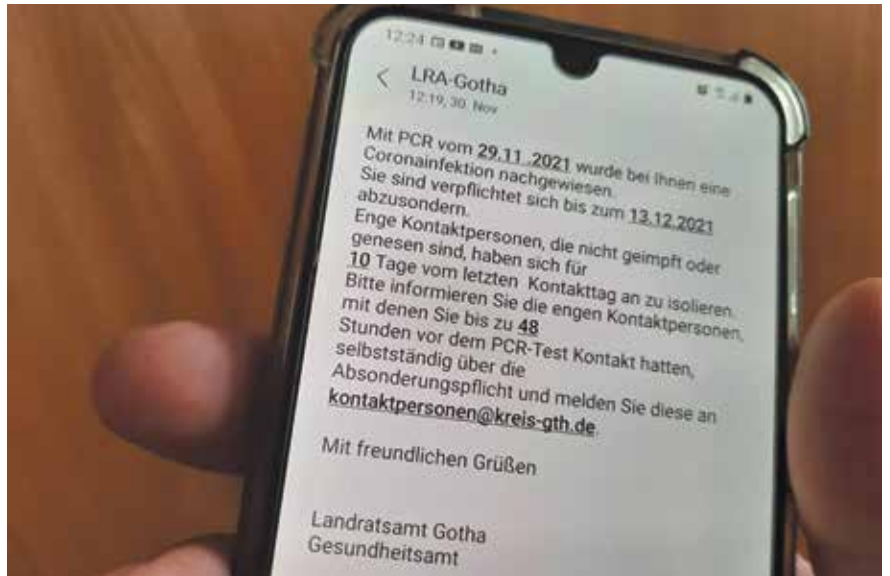 12:24
LRA-Gotha
12:19, 30. Nov
Mit PCR vom 29.11 .2021 wurde bei Ihnen eine
Coronainfektion nachgewiesen.
Sie sind verpflichtet sich bis zum 13.12.2021
abzusondern.
Enge Kontaktpersonen, die nicht geimpft oder
genesen sind, haben sich für
10 Tage vom letzten Kontakttag an zu isolieren.
Bitte informieren Sie die engen Kontaktpersonen,
mit denen Sie bis zu 48
Stunden vor dem PCR-Test Kontakt hatten,
selbstständig über die
Absonderungspflicht und melden Sie diese an
kontaktpersonen@kreis-gth.de.
Mit freundlichen Grüßen
Landratsamt Gotha
Gesundheitsamt